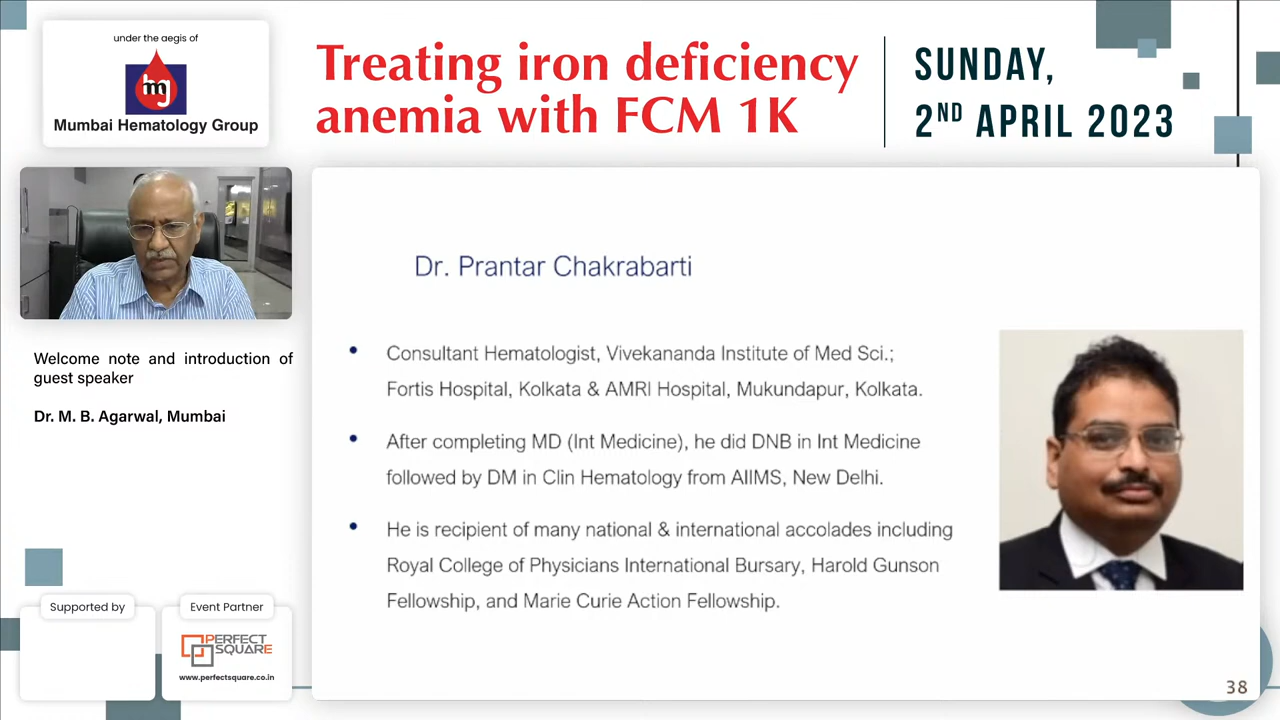 under the aegis of
mJ
Mumbai Hematology Group
Treating iron deficiency
anemia with FCM 1K
SUNDAY,
2ND APRIL 2023
Welcome note and introduction of
guest speaker
Dr. M. B. Agarwal, Mumbai
Dr. Prantar Chakrabarti
• Consultant Hematologist, Vivekananda Institute of Med Sci.;
Fortis Hospital, Kolkata & AMRI Hospital, Mukundapur, Kolkata.
• After completing MD (Int Medicine), he did DNB in Int Medicine
followed by DM in Clin Hematology from AIIMS, New Delhi.
• He is recipient of many national & international accolades including
Royal College of Physicians International Bursary, Harold Gunson
Fellowship, and Marie Curie Action Fellowship.
Supported by
Event Partner
PERFECT
SQUARE
www.perfectsquare.co.in
38